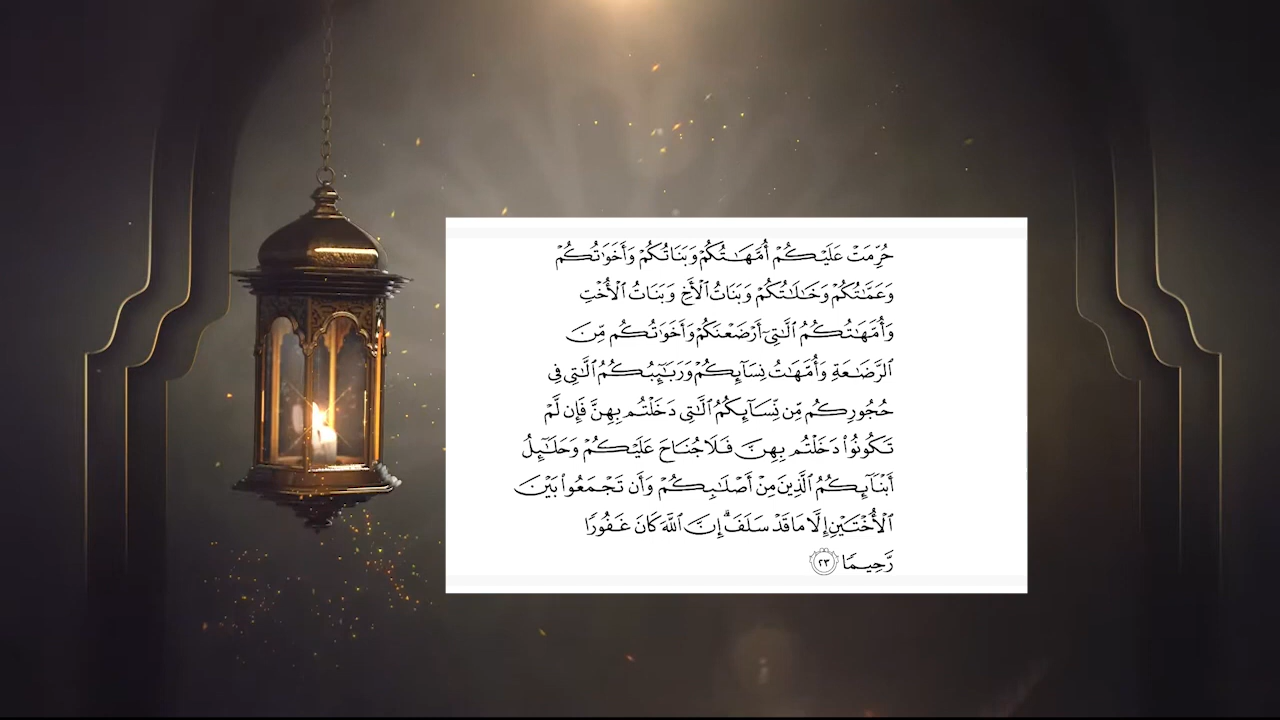 حُرِّمَتْ عَلَيْكُمْ أُمَّهَـٰتُكُمْ وَبَنَاتُكُمْ وَأَخَوَٰتُكُمْ
وَعَمَّـٰتُكُمْ وَخَـٰلَـٰتُكُمْ وَبَنَاتُ ٱلْأَخِ وَبَنَاتُ ٱلْأُخْتِ
وَأُمَّهَـٰتُكُمُ ٱلَّـٰتِىٓ أَرْضَعْنَكُمْ وَأَخَوَٰتُكُم مِّنَ
ٱلرَّضَـٰعَةِ وَأُمَّهَـٰتُ نِسَآئِكُمْ وَرَبَـٰٓئِبُكُمُ ٱلَّـٰتِى فِى
حُجُورِكُم مِّن نِّسَآئِكُمُ ٱلَّـٰتِى دَخَلْتُم بِهِنَّ فَإِن لَّمْ
تَكُونُوا۟ دَخَلْتُم بِهِنَّ فَلَا جُنَاحَ عَلَيْكُمْ وَحَلَـٰٓئِلُ
أَبْنَآئِكُمُ ٱلَّذِينَ مِنْ أَصْلَـٰبِكُمْ وَأَن تَجْمَعُوا۟ بَيْنَ
ٱلْأُخْتَيْنِ إِلَّا مَا قَدْ سَلَفَ ۗ إِنَّ ٱللَّهَ كَانَ غَفُورًا
رَّحِيمًا ٢٣